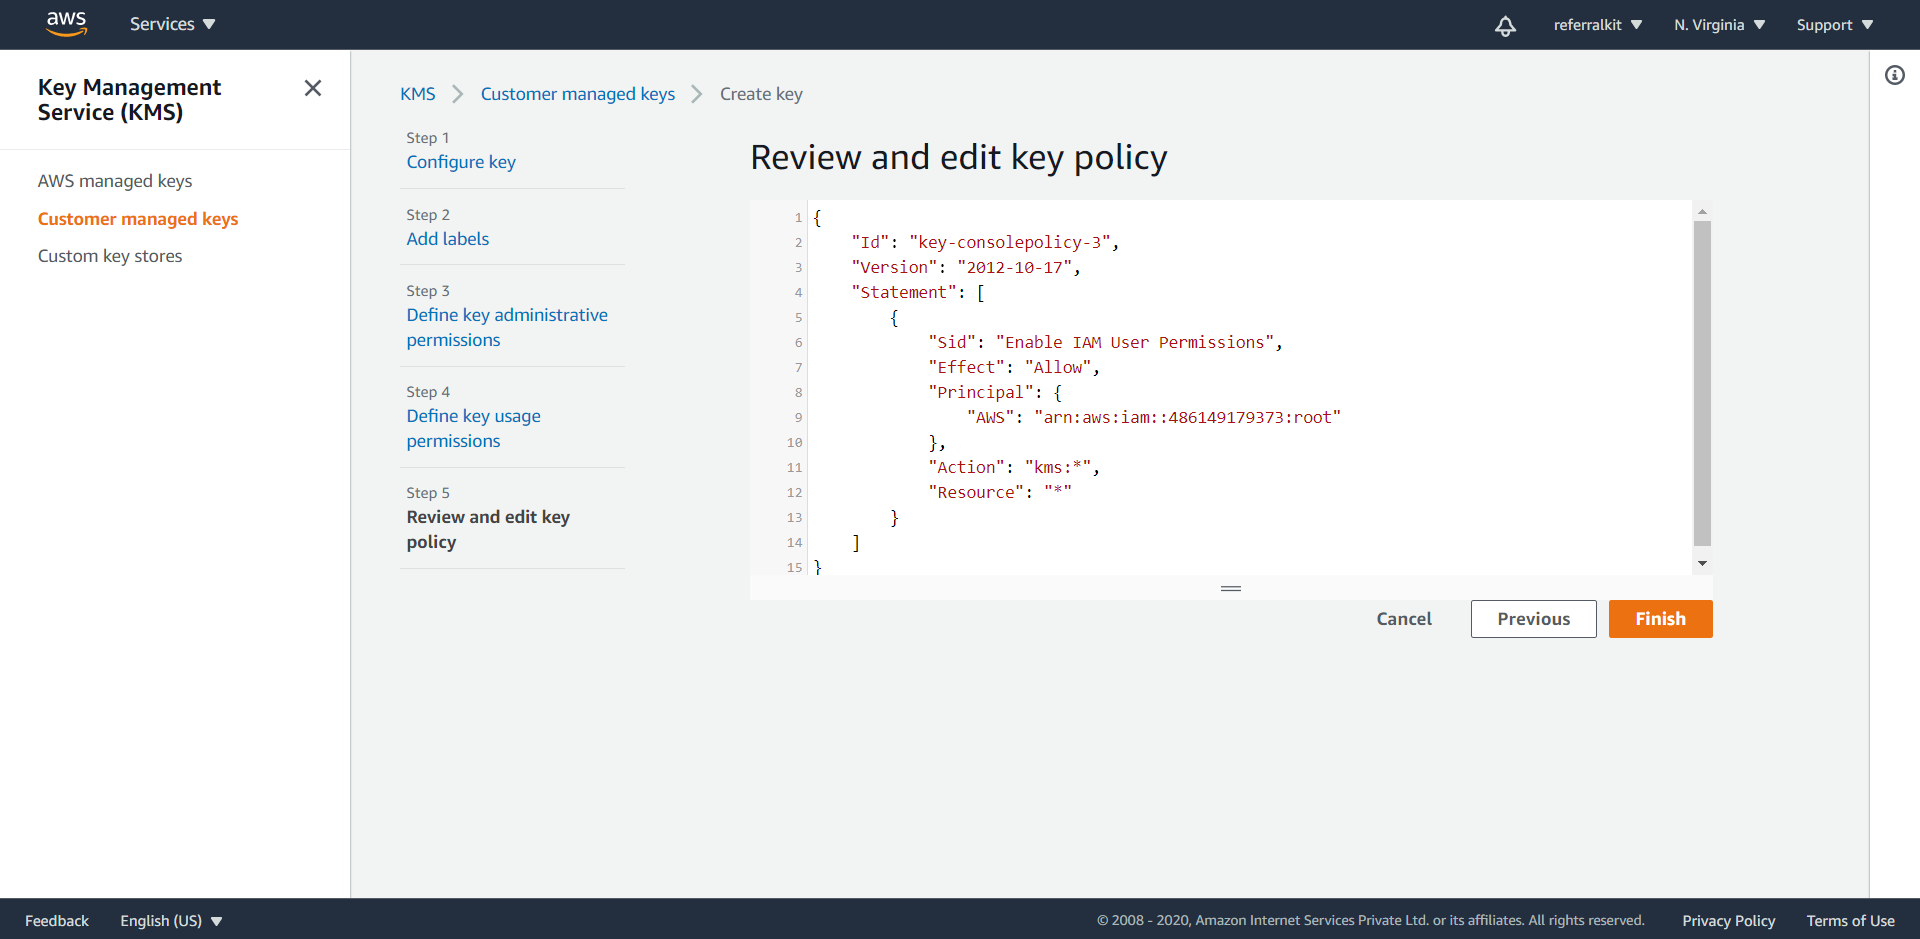 aws
Services
referralkit
N. Virginia
Support
Key Management
Service (KMS)
AWS managed keys
Customer managed keys
Custom key stores
KMS
Customer managed keys
Create key
Step 1
Configure key
Step 2
Add labels
Step 3
Define key administrative
permissions
Step 4
Define key usage
permissions
Step 5
Review and edit key
policy
Review and edit key policy
1 {
2     "Id": "key-consolepolicy-3",
3     "Version": "2012-10-17",
4     "Statement": [
5         {
6             "Sid": "Enable IAM User Permissions",
7             "Effect": "Allow",
8             "Principal": {
9                 "AWS": "arn:aws:iam::486149179373:root"
10             },
11             "Action": "kms:*",
12             "Resource": "*"
13         }
14     ]
15 }
Cancel
Previous
Finish
Feedback
English (US)
© 2008 - 2020, Amazon Internet Services Private Ltd. or its affiliates. All rights reserved.
Privacy Policy
Terms of Use